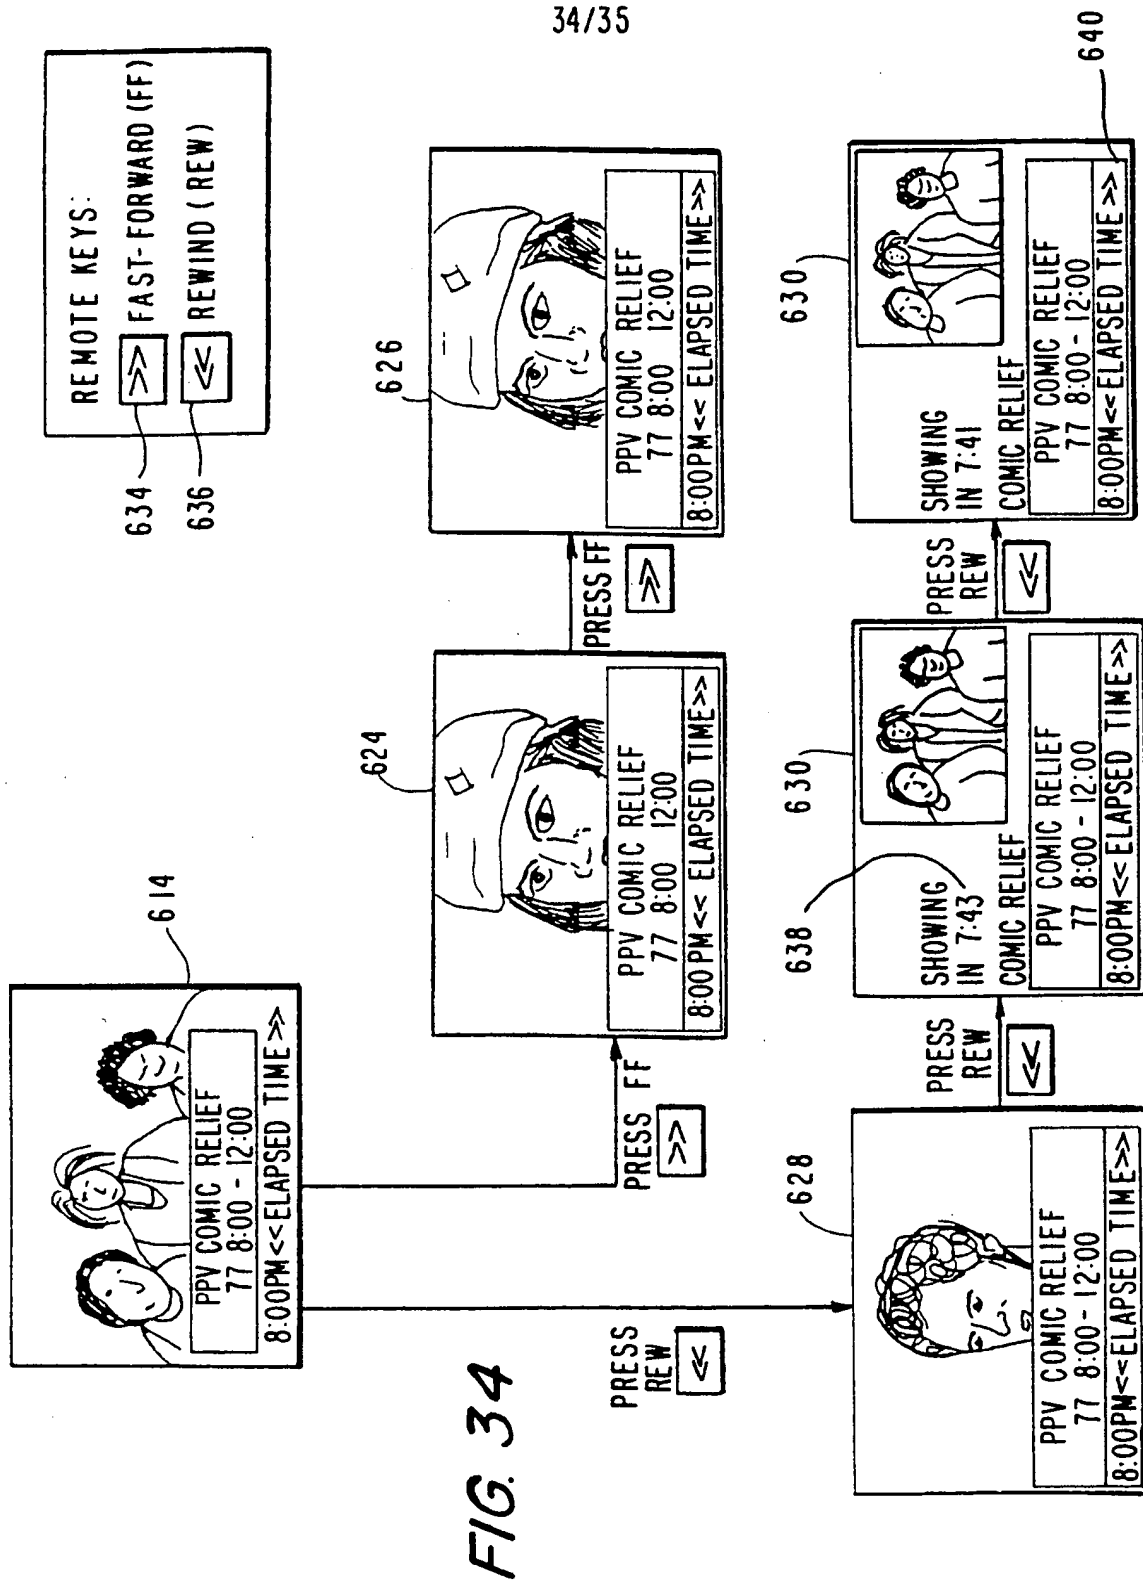 34/35
REMOTE KEYS:
>> FAST-FORWARD (FF)
<< REWIND (REW)
634
636
614
PPV COMIC RELIEF
77 8:00 - 12:00
8:00PM<<ELAPSED TIME>>
PRESS FF
>>
624
PPV COMIC RELIEF
77 8:00 12:00
8:00PM<< ELAPSED TIME>>
PRESS FF
>>
626
PPV COMIC RELIEF
77 8:00 12:00
8:00PM<< ELAPSED TIME>>
FIG. 34
PRESS
REW
<<
628
PPV COMIC RELIEF
77 8:00 - 12:00
8:00PM<<ELAPSED TIME>>
PRESS
REW
<<
638
630
SHOWING
IN 7:43
COMIC RELIEF
PPV COMIC RELIEF
77 8:00 - 12:00
8:00PM<< ELAPSED TIME>>
PRESS
REW
<<
630
SHOWING
IN 7:41
COMIC RELIEF
PPV COMIC RELIEF
77 8:00 - 12:00
8:00PM<< ELAPSED TIME>>
640